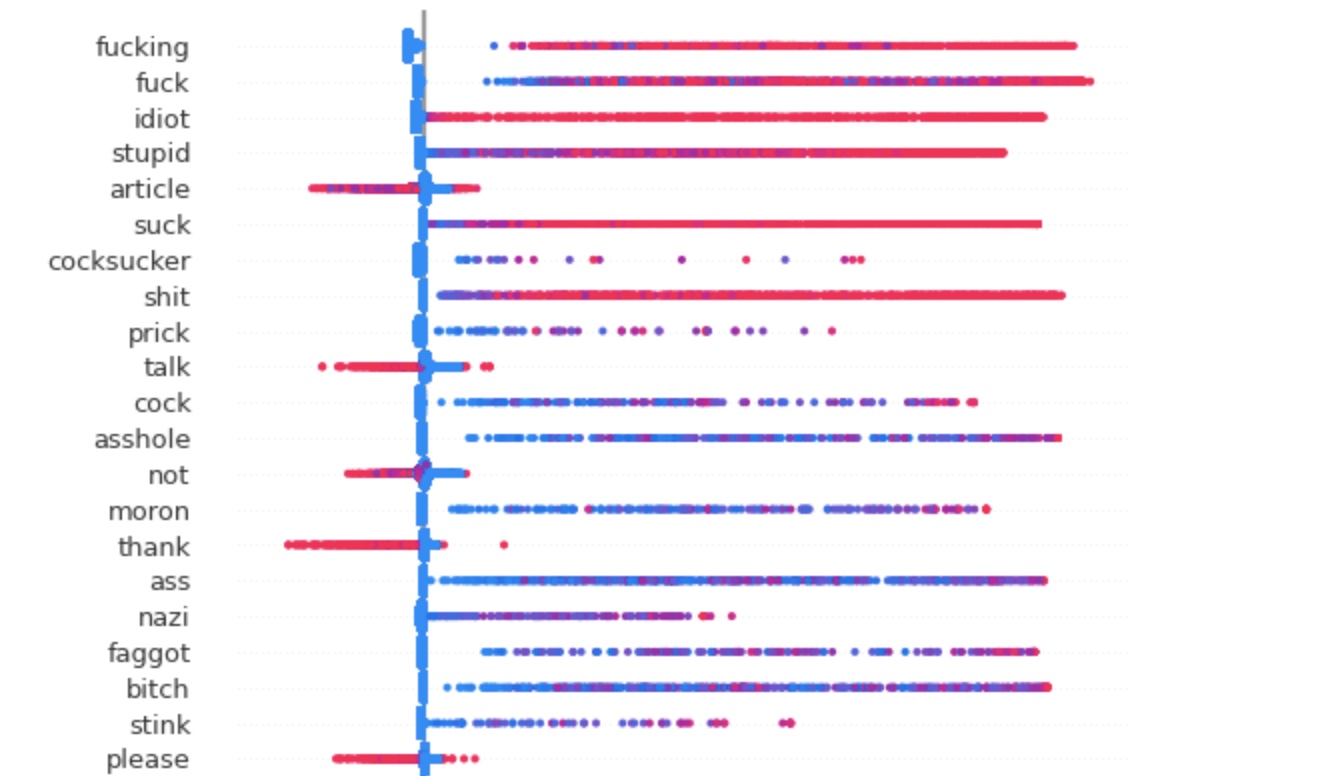 fucking
fuck
idiot
stupid
article
suck
cocksucker
shit
prick
talk
cock
asshole
not
moron
thank
ass
nazi
faggot
bitch
stink
please